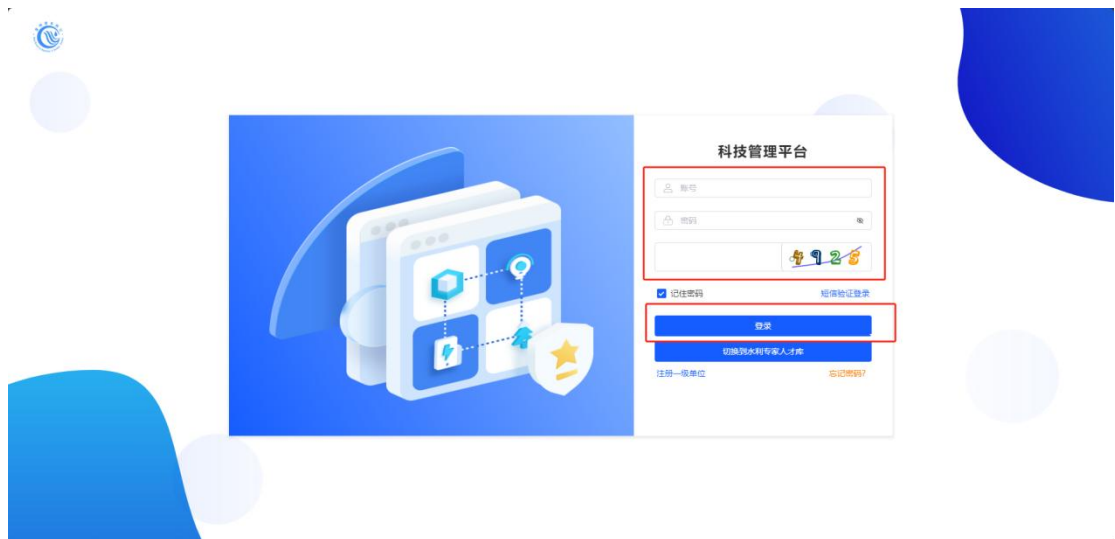 科技管理平台
账号
密码
4925
记住密码
短信验证登录
登录
切换到水利专家人才库
注册一级单位
忘记密码?